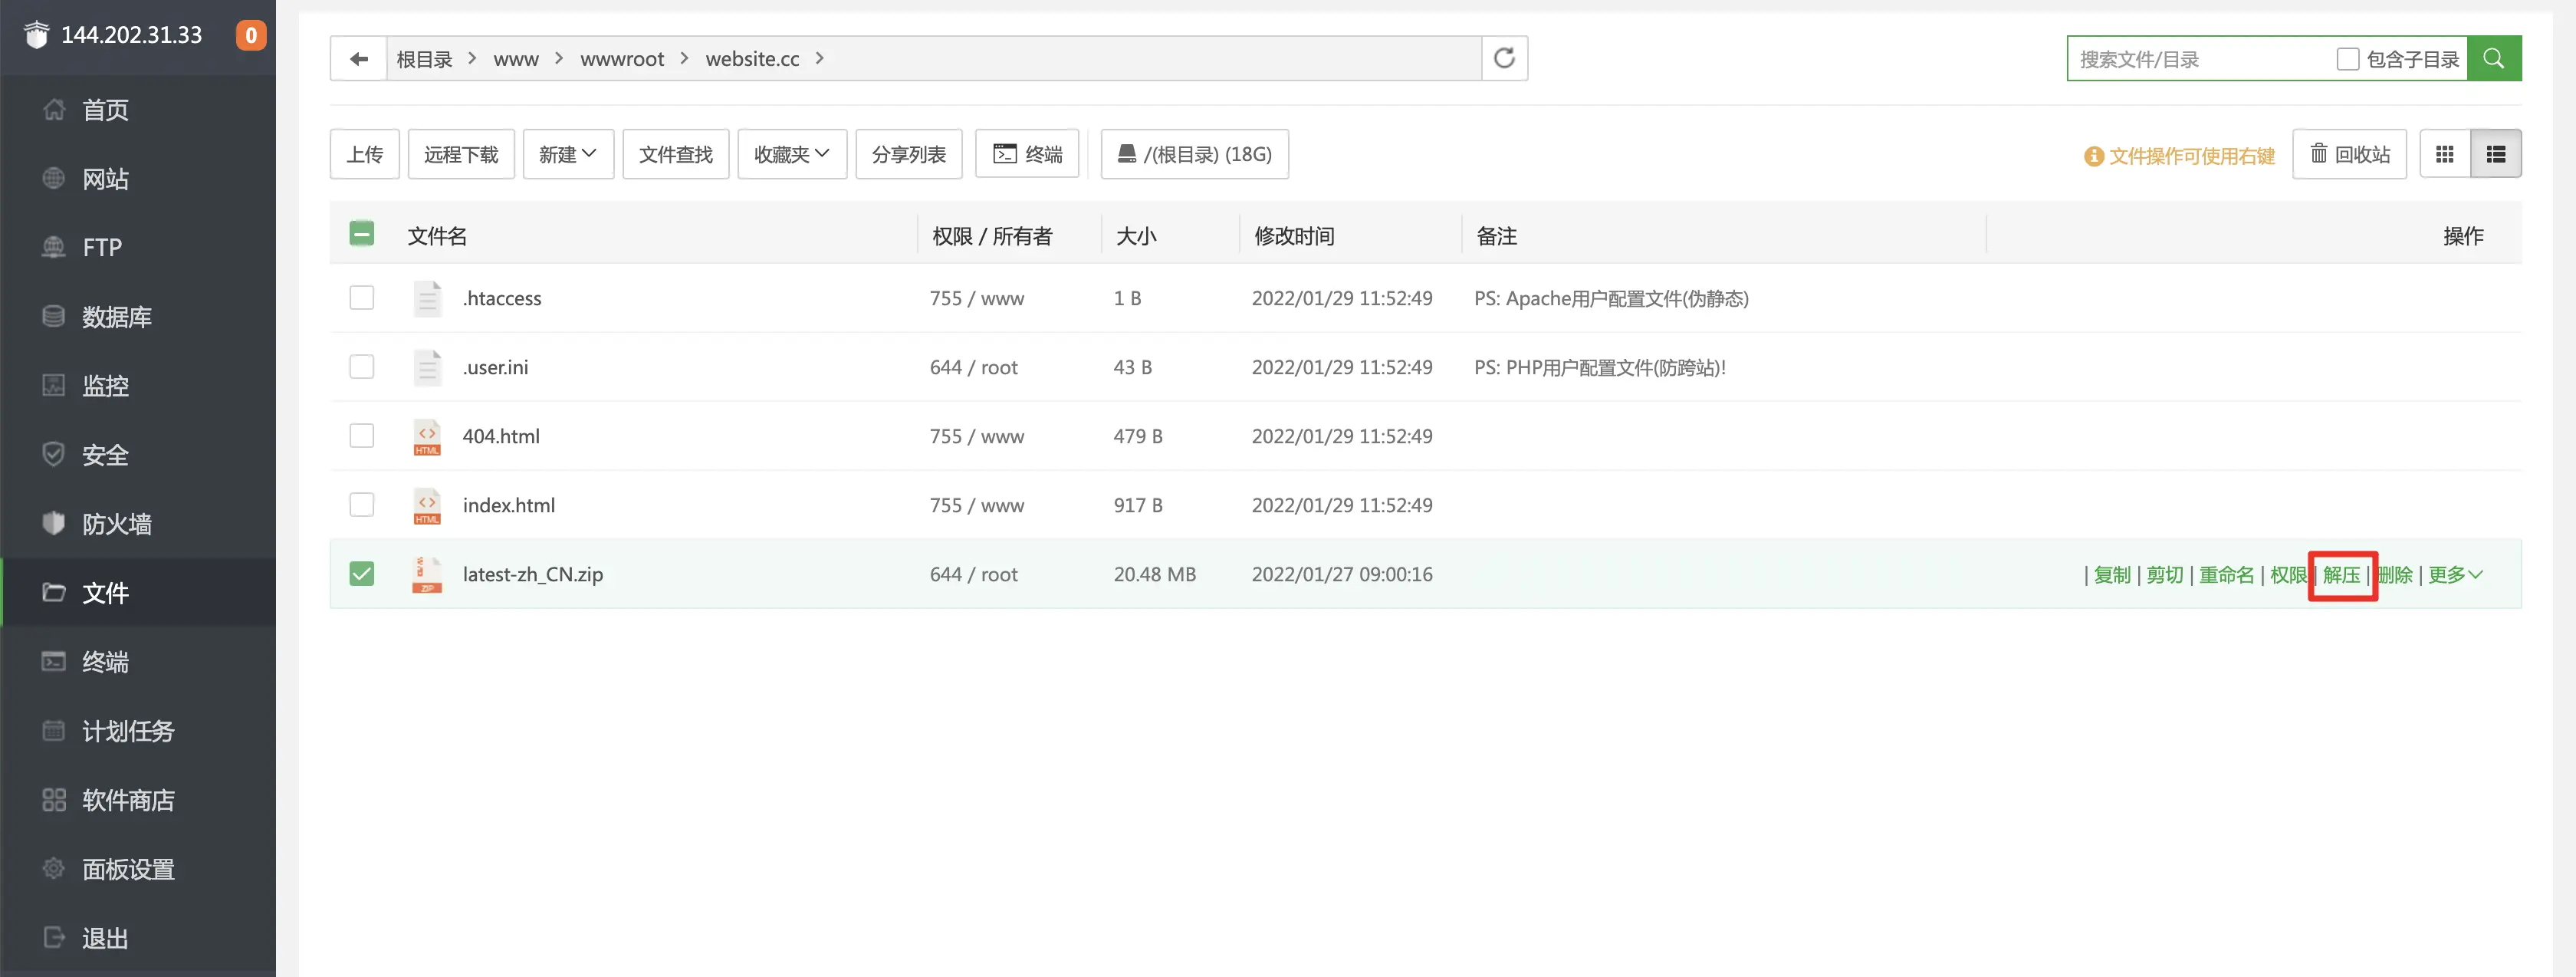 144.202.31.33 0
首页
网站
FTP
数据库
监控
安全
防火墙
文件
终端
计划任务
软件商店
面板设置
退出
根目录 > www > wwwroot > website.cc >
搜索文件/目录 包含子目录
上传 远程下载 新建 文件查找 收藏夹 分享列表 终端 /(根目录) (18G) 文件操作可使用右键 回收站
文件名 权限 / 所有者 大小 修改时间 备注 操作
.htaccess 755 / www 1 B 2022/01/29 11:52:49 PS: Apache用户配置文件(伪静态)
.user.ini 644 / root 43 B 2022/01/29 11:52:49 PS: PHP用户配置文件(防跨站)!
HTML 404.html 755 / www 479 B 2022/01/29 11:52:49
HTML index.html 755 / www 917 B 2022/01/29 11:52:49
ZIP latest-zh_CN.zip 644 / root 20.48 MB 2022/01/27 09:00:16 | 复制 | 剪切 | 重命名 | 权限 | 解压 | 删除 | 更多